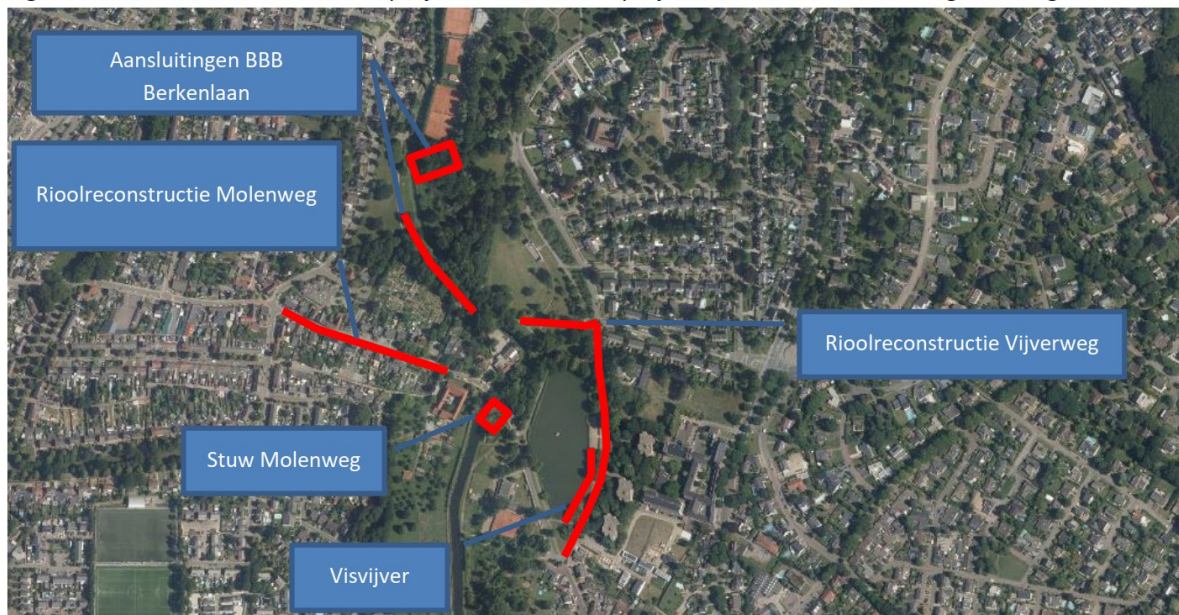 Aansluitingen BBB
Berkenlaan
Rioolreconstructie Molenweg
Rioolreconstructie Vijverweg
Stuw Molenweg
Visvijver